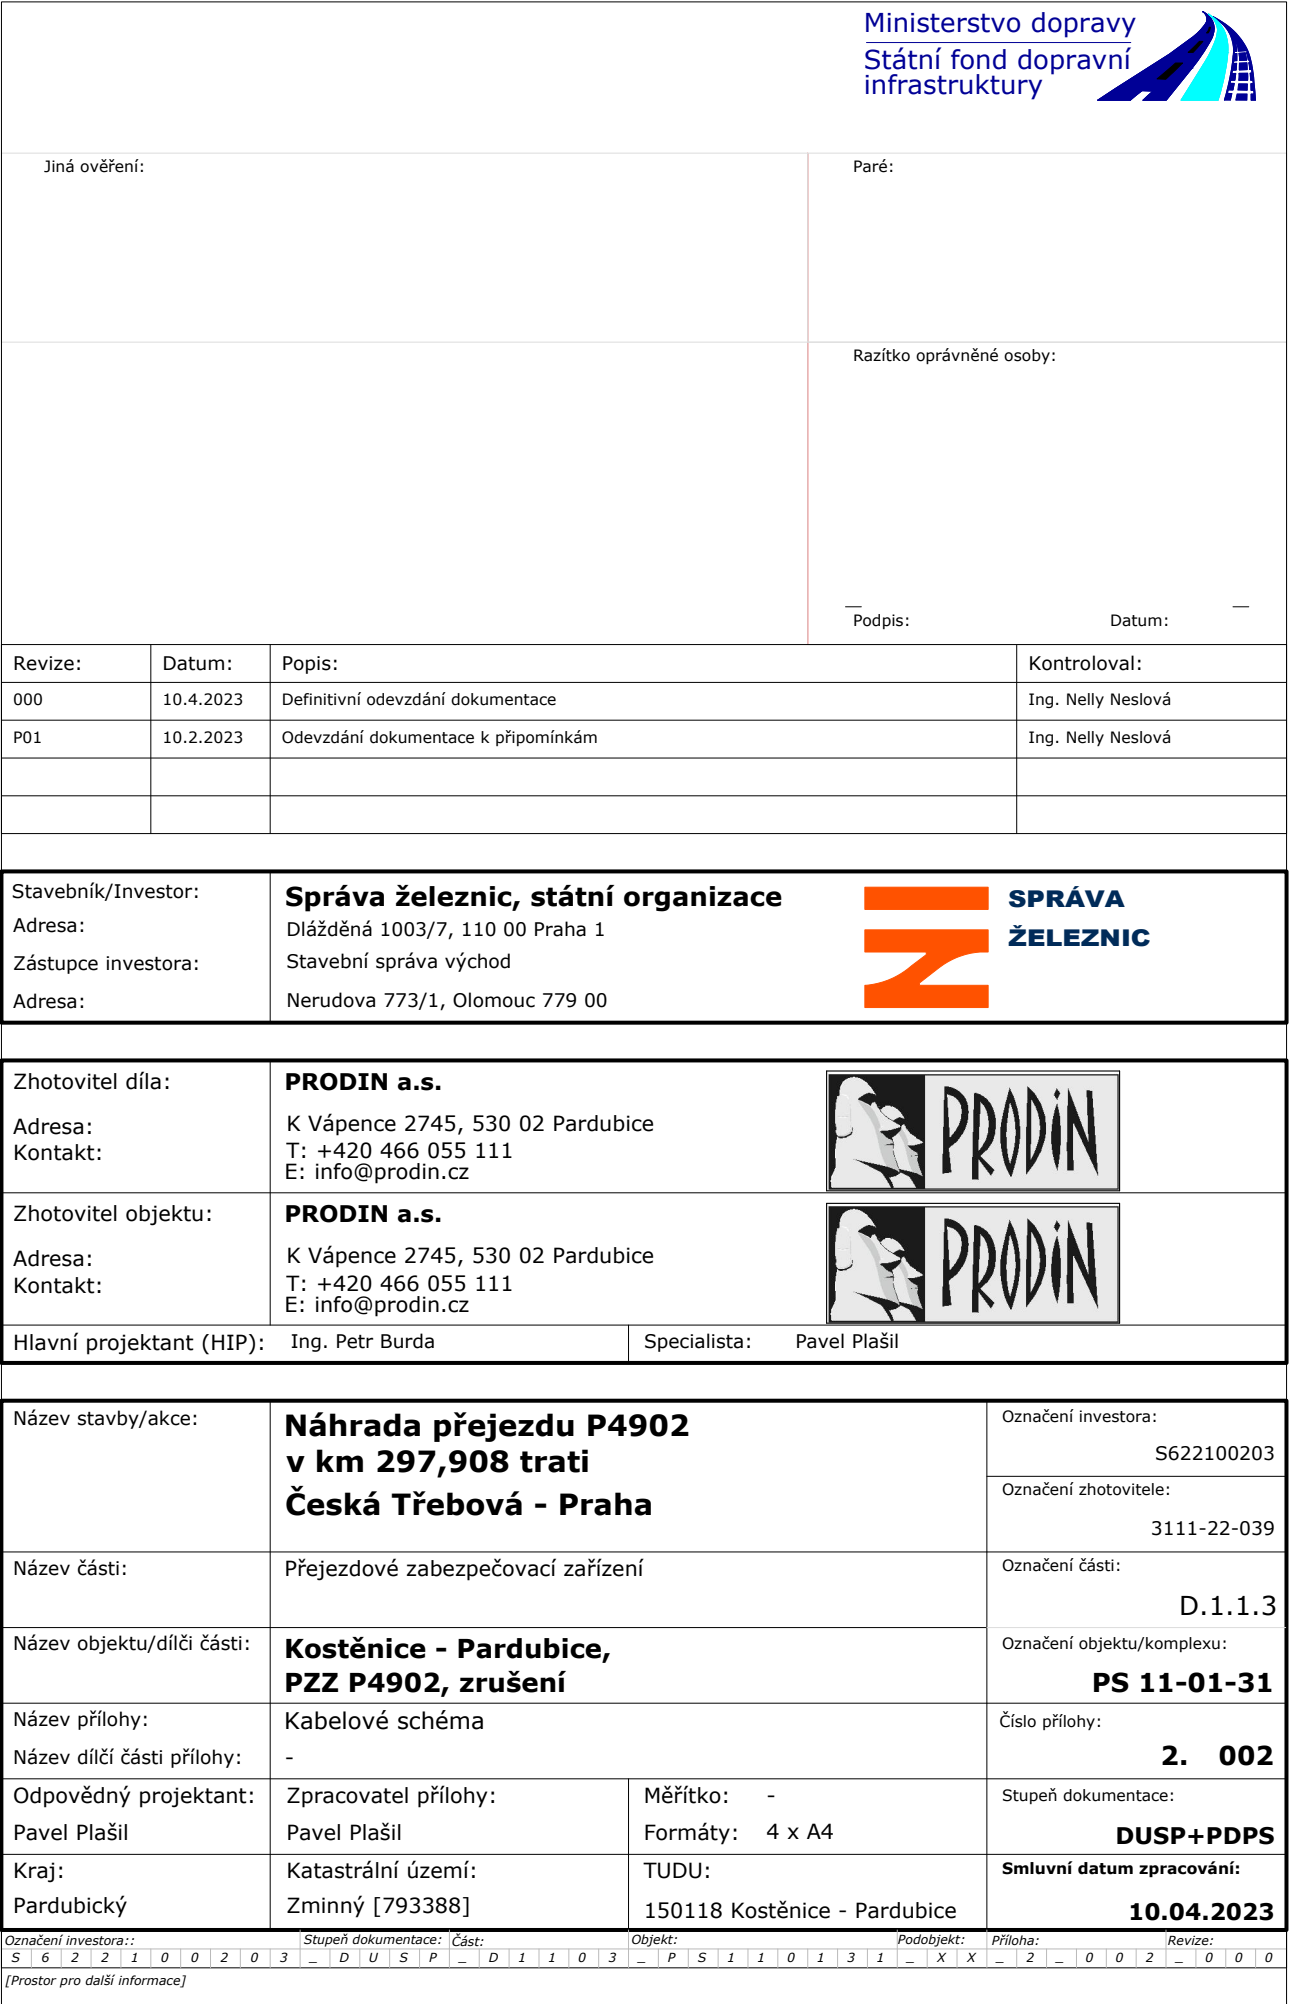 Ministerstvo dopravy
Státní fond dopravní
infrastruktury
Jiná ověření:
Paré:
Razítko oprávněné osoby:
Podpis: Datum:
Revize: Datum: Popis: Kontroloval:
000 10.4.2023 Definitivní odevzdání dokumentace Ing. Nelly Neslová
P01 10.2.2023 Odevzdání dokumentace k připomínkám Ing. Nelly Neslová
Stavebník/Investor: Správa železnic, státní organizace
Adresa: Dlážděná 1003/7, 110 00 Praha 1
Zástupce investora: Stavební správa východ
Adresa: Nerudova 773/1, Olomouc 779 00
SPRÁVA
ŽELEZNIC
Zhotovitel díla: PRODIN a.s.
Adresa: K Vápence 2745, 530 02 Pardubice
Kontakt: T: +420 466 055 111
E: info@prodin.cz
PRODIN
Zhotovitel objektu: PRODIN a.s.
Adresa: K Vápence 2745, 530 02 Pardubice
Kontakt: T: +420 466 055 111
E: info@prodin.cz
PRODIN
Hlavní projektant (HIP): Ing. Petr Burda Specialista: Pavel Plašil
Název stavby/akce: Náhrada přejezdu P4902
v km 297,908 trati
Česká Třebová - Praha
Označení investora:
S622100203
Označení zhotovitele:
3111-22-039
Název části: Přejezdové zabezpečovací zařízení
Označení části:
D.1.1.3
Název objektu/dílči části: Kostěnice - Pardubice,
PZZ P4902, zrušení
Označení objektu/komplexu:
PS 11-01-31
Název přílohy: Kabelové schéma
Název dílčí části přílohy: -
Číslo přílohy:
2. 002
Odpovědný projektant: Zpracovatel přílohy: Měřítko: - Stupeň dokumentace:
Pavel Plašil Pavel Plašil Formáty: 4 x A4 DUSP+PDPS
Kraj: Katastrální území: TUDU: Smluvní datum zpracování:
Pardubický Zminný [793388] 150118 Kostěnice - Pardubice 10.04.2023
Označení investora:: Stupeň dokumentace: Část: Objekt: Podobjekt: Příloha: Revize:
S 6 2 2 1 0 0 2 0 3 _ D U S P _ D 1 1 0 3 _ P S 1 1 0 1 3 1 _ X X _ 2 _ 0 0 2 _ 0 0 0
[Prostor pro další informace]